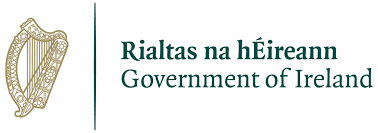 Rialtas na hÉireann
Government of Ireland